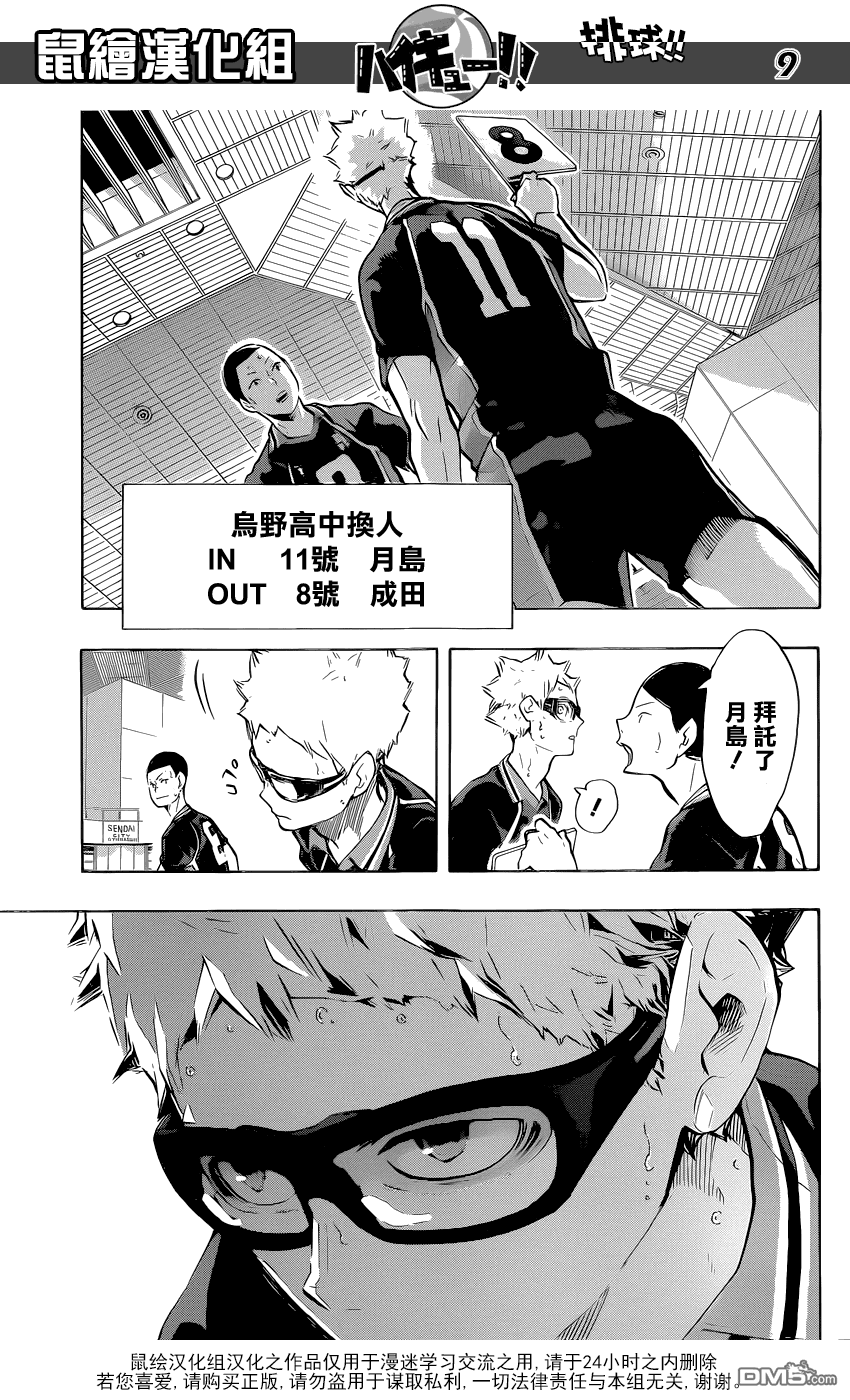 鼠繪漢化組
ハイキュー!!
排球!!
9
8
11
烏野高中換人
IN 11號 月島
OUT 8號 成田
拜託了
月島!
!
SENDAI
CITY
GYMNASIUM
鼠绘汉化组汉化之作品仅用于漫迷学习交流之用, 请于24小时之内删除
若您喜爱, 请购买正版, 请勿盗用于谋取私利, 一切法律责任与本组无关, 谢谢.
DM5.com